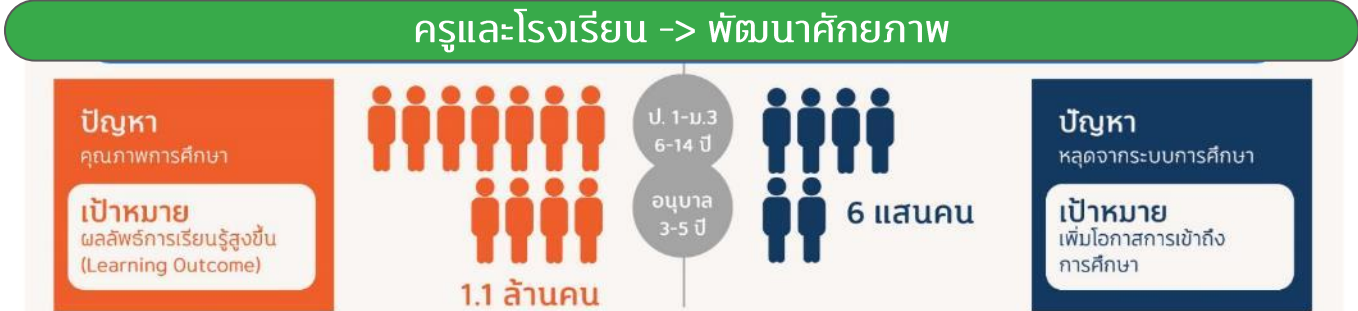 ครูและโรงเรียน -> พัฒนาศักยภาพ
ปัญหา
คุณภาพการศึกษา
เป้าหมาย
ผลลัพธ์การเรียนรู้สูงขึ้น
(Learning Outcome)
1.1 ล้านคน
ป. 1-ม.3
6-14 ปี
อนุบาล
3-5 ปี
6 แสนคน
ปัญหา
หลุดจากระบบการศึกษา
เป้าหมาย
เพิ่มโอกาสการเข้าถึง
การศึกษา